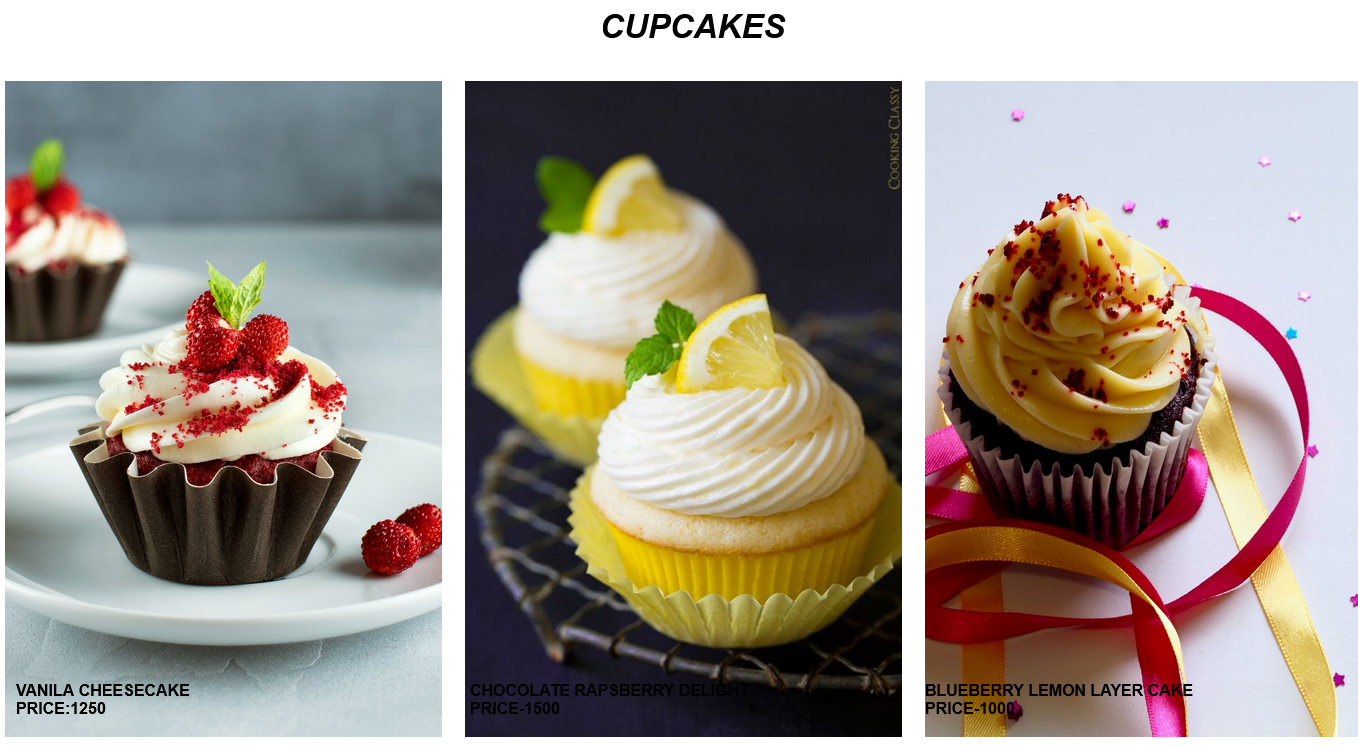 CUPCAKES
COOKING CLASSY
VANILA CHEESECAKE
PRICE:1250
CHOCOLATE RAPSBERRY DELIGHT .
PRICE-1500
BLUEBERRY LEMON LAYER CAKE
PRICE-1000